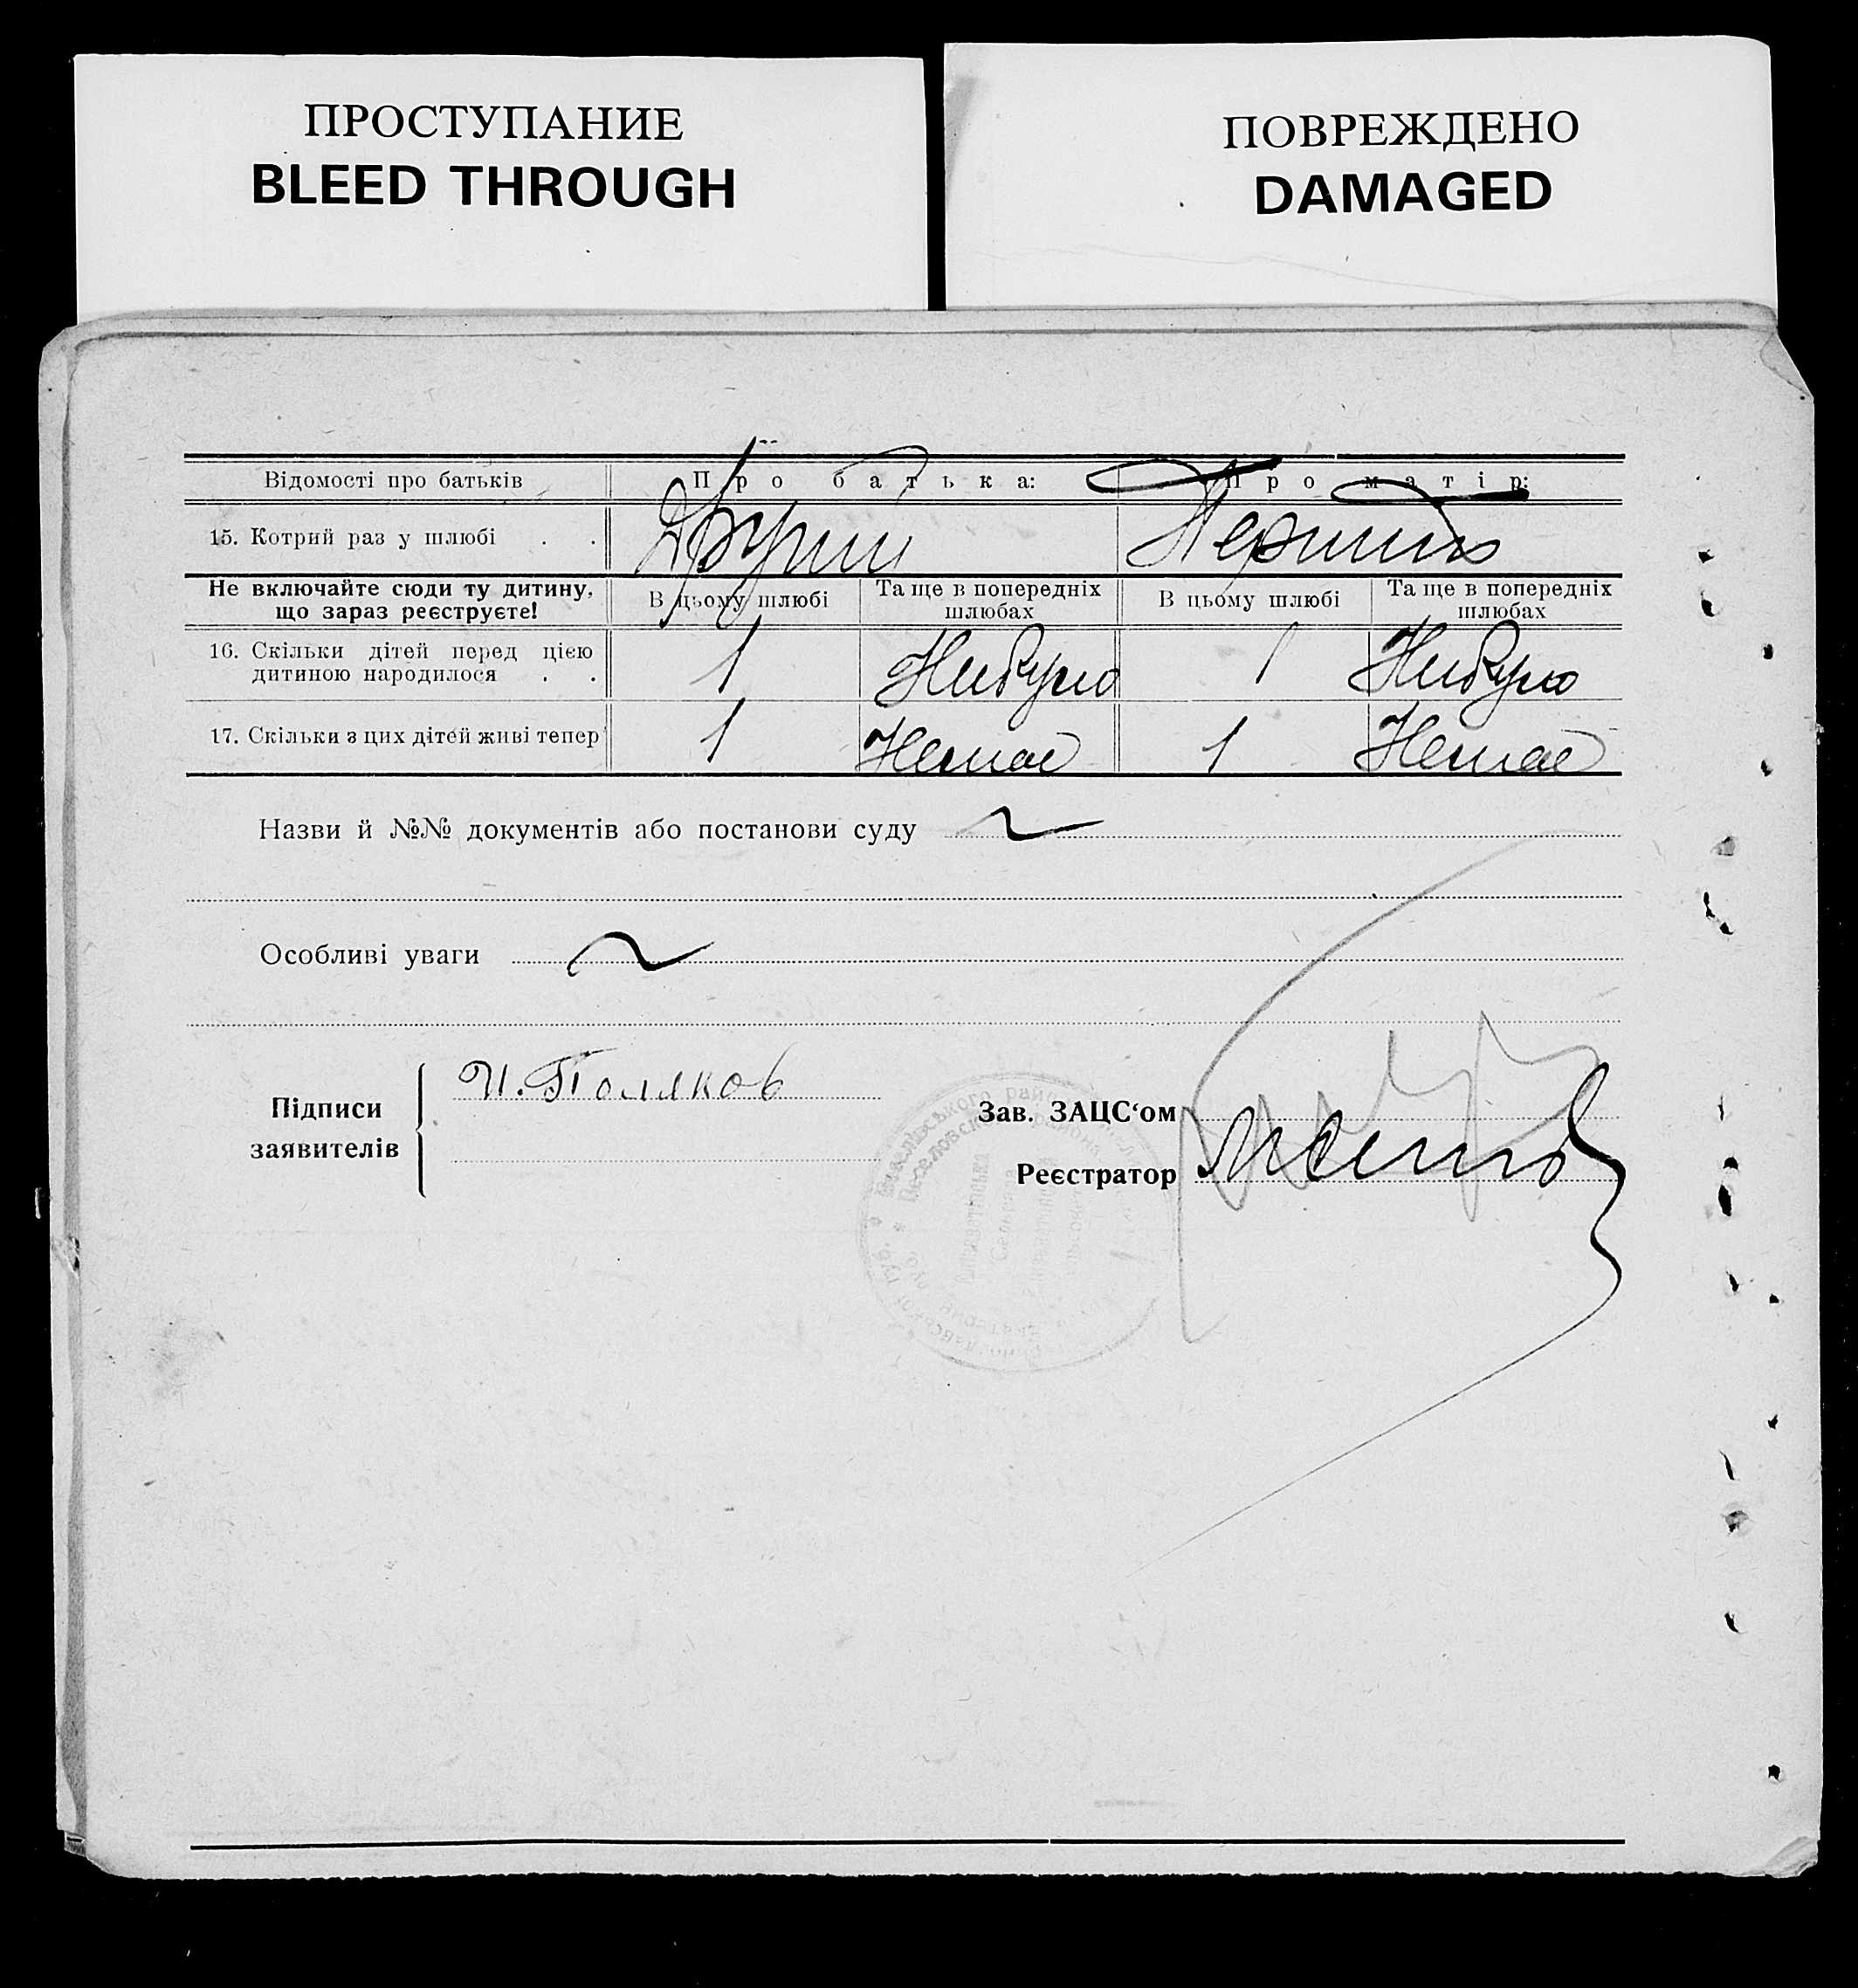 ПРОСТУПАНИЕ
BLEED THROUGH
ПОВРЕЖДЕНО
DAMAGED
Відомості про батьків Про батька: Про матір:
15. Котрий раз у шлюбі . . Другий Перший
Не включайте сюди ту дитину,
що зараз реєструєте!
В цьому шлюбі
Та ще в попередніх
шлюбах
В цьому шлюбі
Та ще в попередніх
шлюбах
16. Скільки дітей перед цією
дитиною народилося . . 1 Нибуло 1 Нибуло
17. Скільки з цих дітей живі тепер 1 Немає 1 Немає
Назви й №№ документів або постанови суду
Особливі уваги
Підписи
заявителів
И. Поляков
Зав. ЗАЦС‘ом
Реєстратор